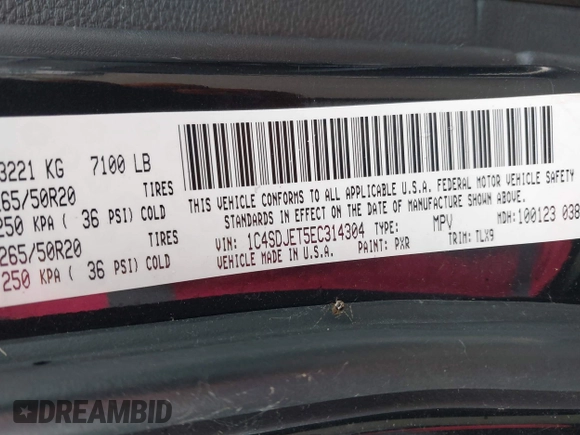 3221 KG 7100 LB
265/50R20 TIRES
250 KPA ( 36 PSI) COLD
265/50R20 TIRES
250 KPA ( 36 PSI) COLD
THIS VEHICLE CONFORMS TO ALL APPLICABLE U.S.A. FEDERAL MOTOR VEHICLE SAFETY
STANDARDS IN EFFECT ON THE DATE OF MANUFACTURE SHOWN ABOVE.
VIN: 1C4SDJET5EC314304 TYPE: MPV MDH: 100123 038
VEHICLE MADE IN U.S.A. PAINT: PXR TRIM: TLX9
DREAMBID